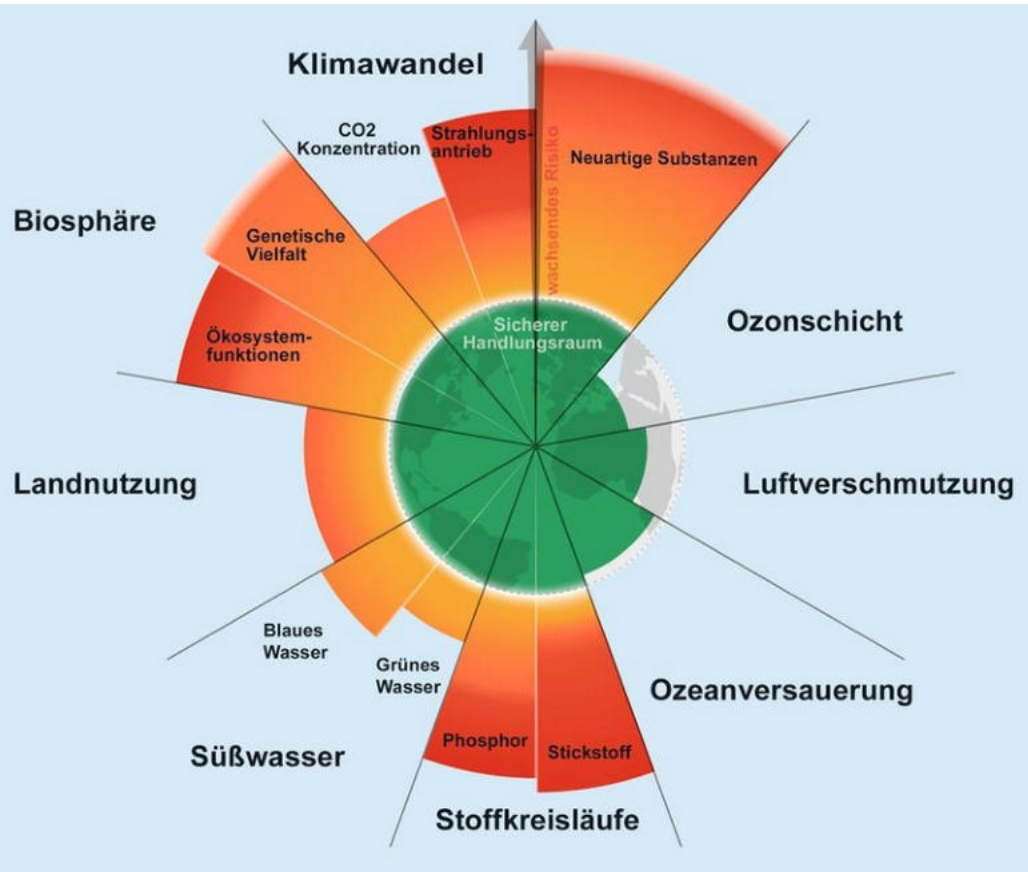 Klimawandel
CO2
Konzentration
Strahlungs-
antrieb
wachsendes Risiko
Neuartige Substanzen
Biosphäre
Genetische
Vielfalt
Ökosystem-
funktionen
Sicherer
Handlungsraum
Ozonschicht
Landnutzung
Luftverschmutzung
Blaues
Wasser
Grünes
Wasser
Ozeanversauerung
Süßwasser
Phosphor
Stickstoff
Stoffkreisläufe